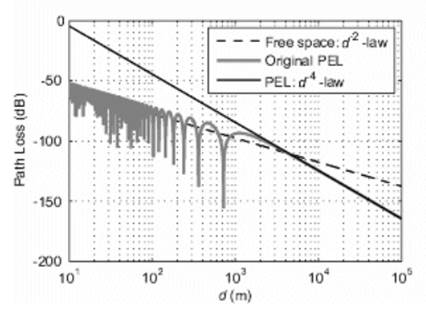 0
-50
-100
-150
-200
Path Loss (dB)
Free space: d-2 -law
Original PEL
PEL: d-4 -law
10^1
10^2
10^3
10^4
10^5
d (m)